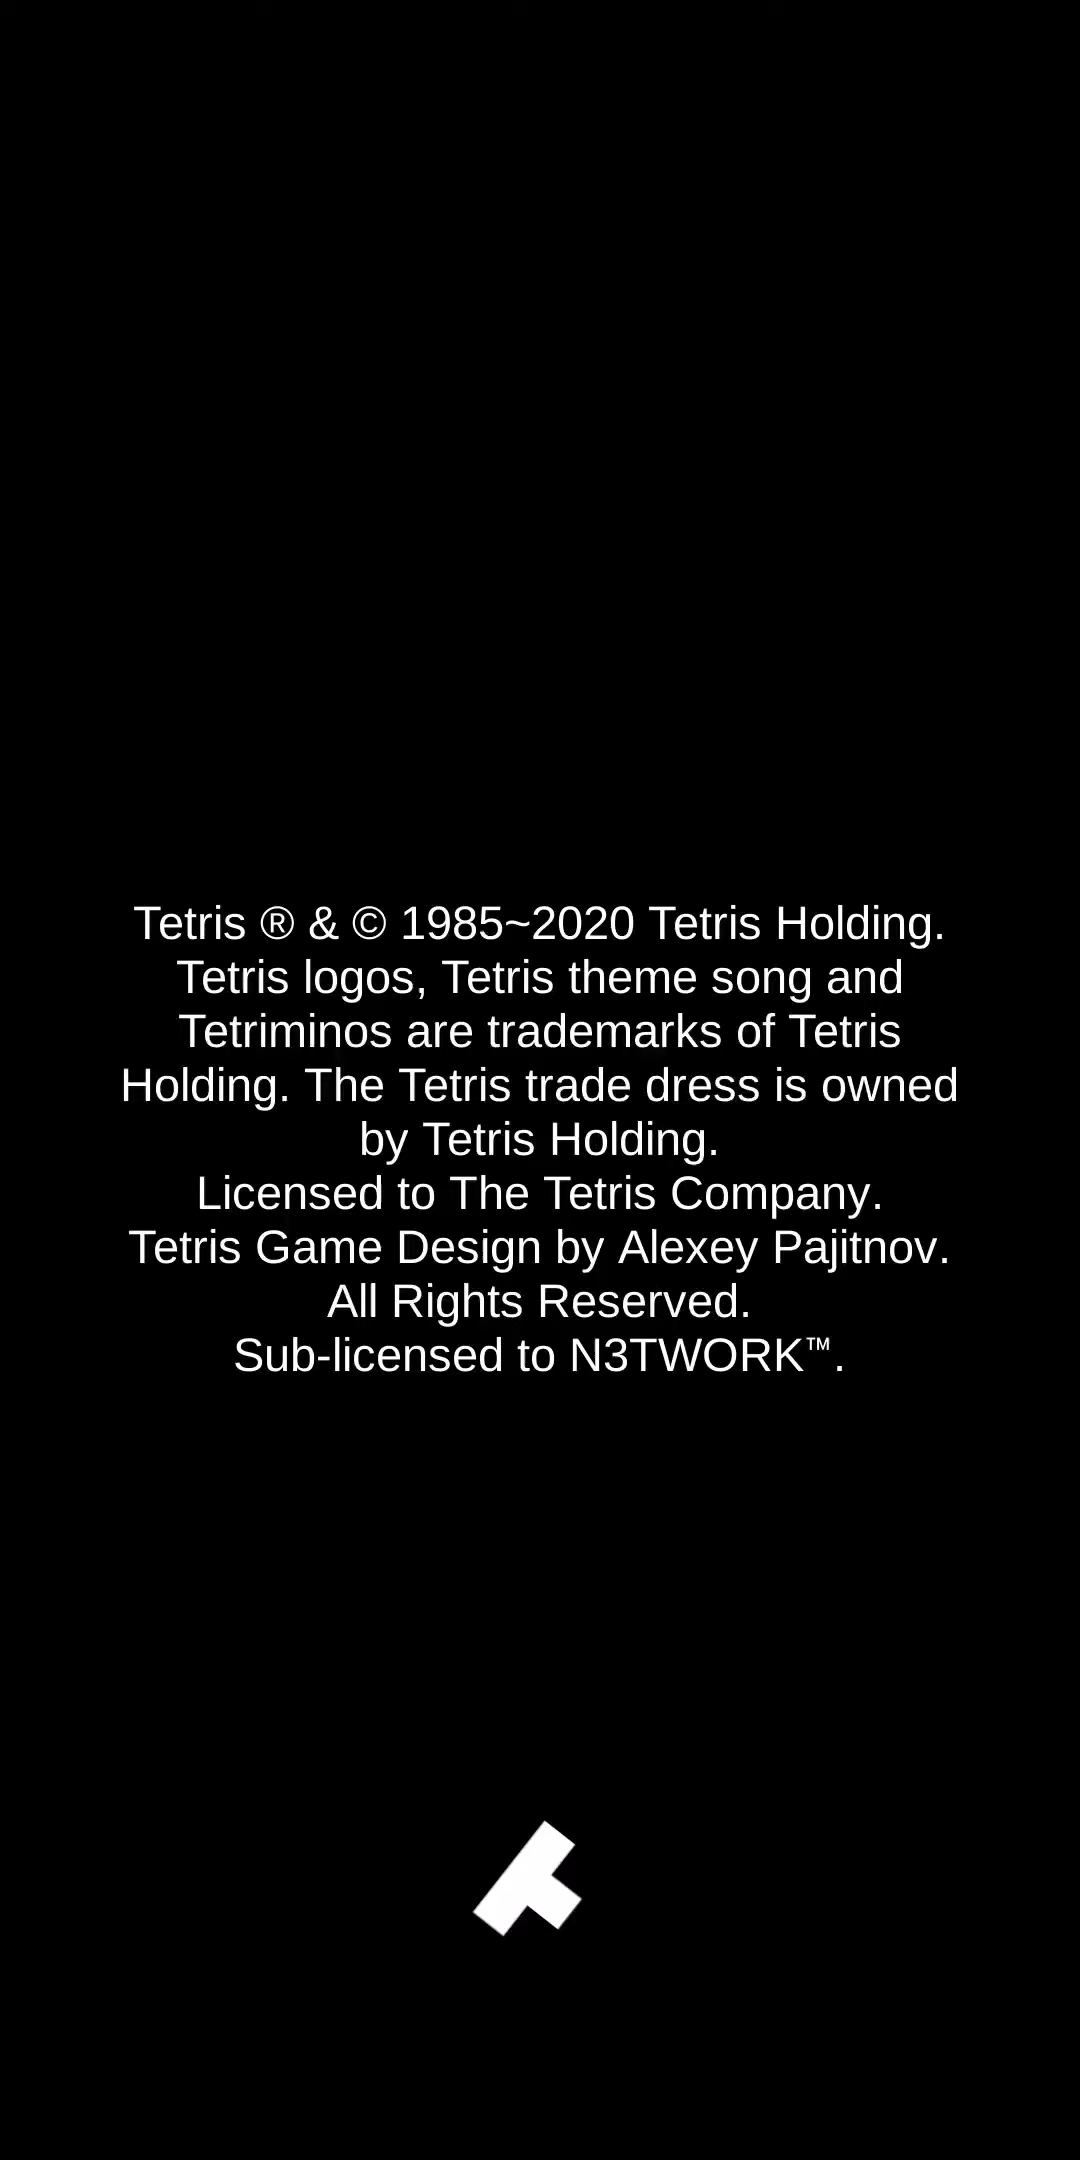 Tetris ® & © 1985~2020 Tetris Holding.
Tetris logos, Tetris theme song and
Tetriminos are trademarks of Tetris
Holding. The Tetris trade dress is owned
by Tetris Holding.
Licensed to The Tetris Company.
Tetris Game Design by Alexey Pajitnov.
All Rights Reserved.
Sub-licensed to N3TWORK™.